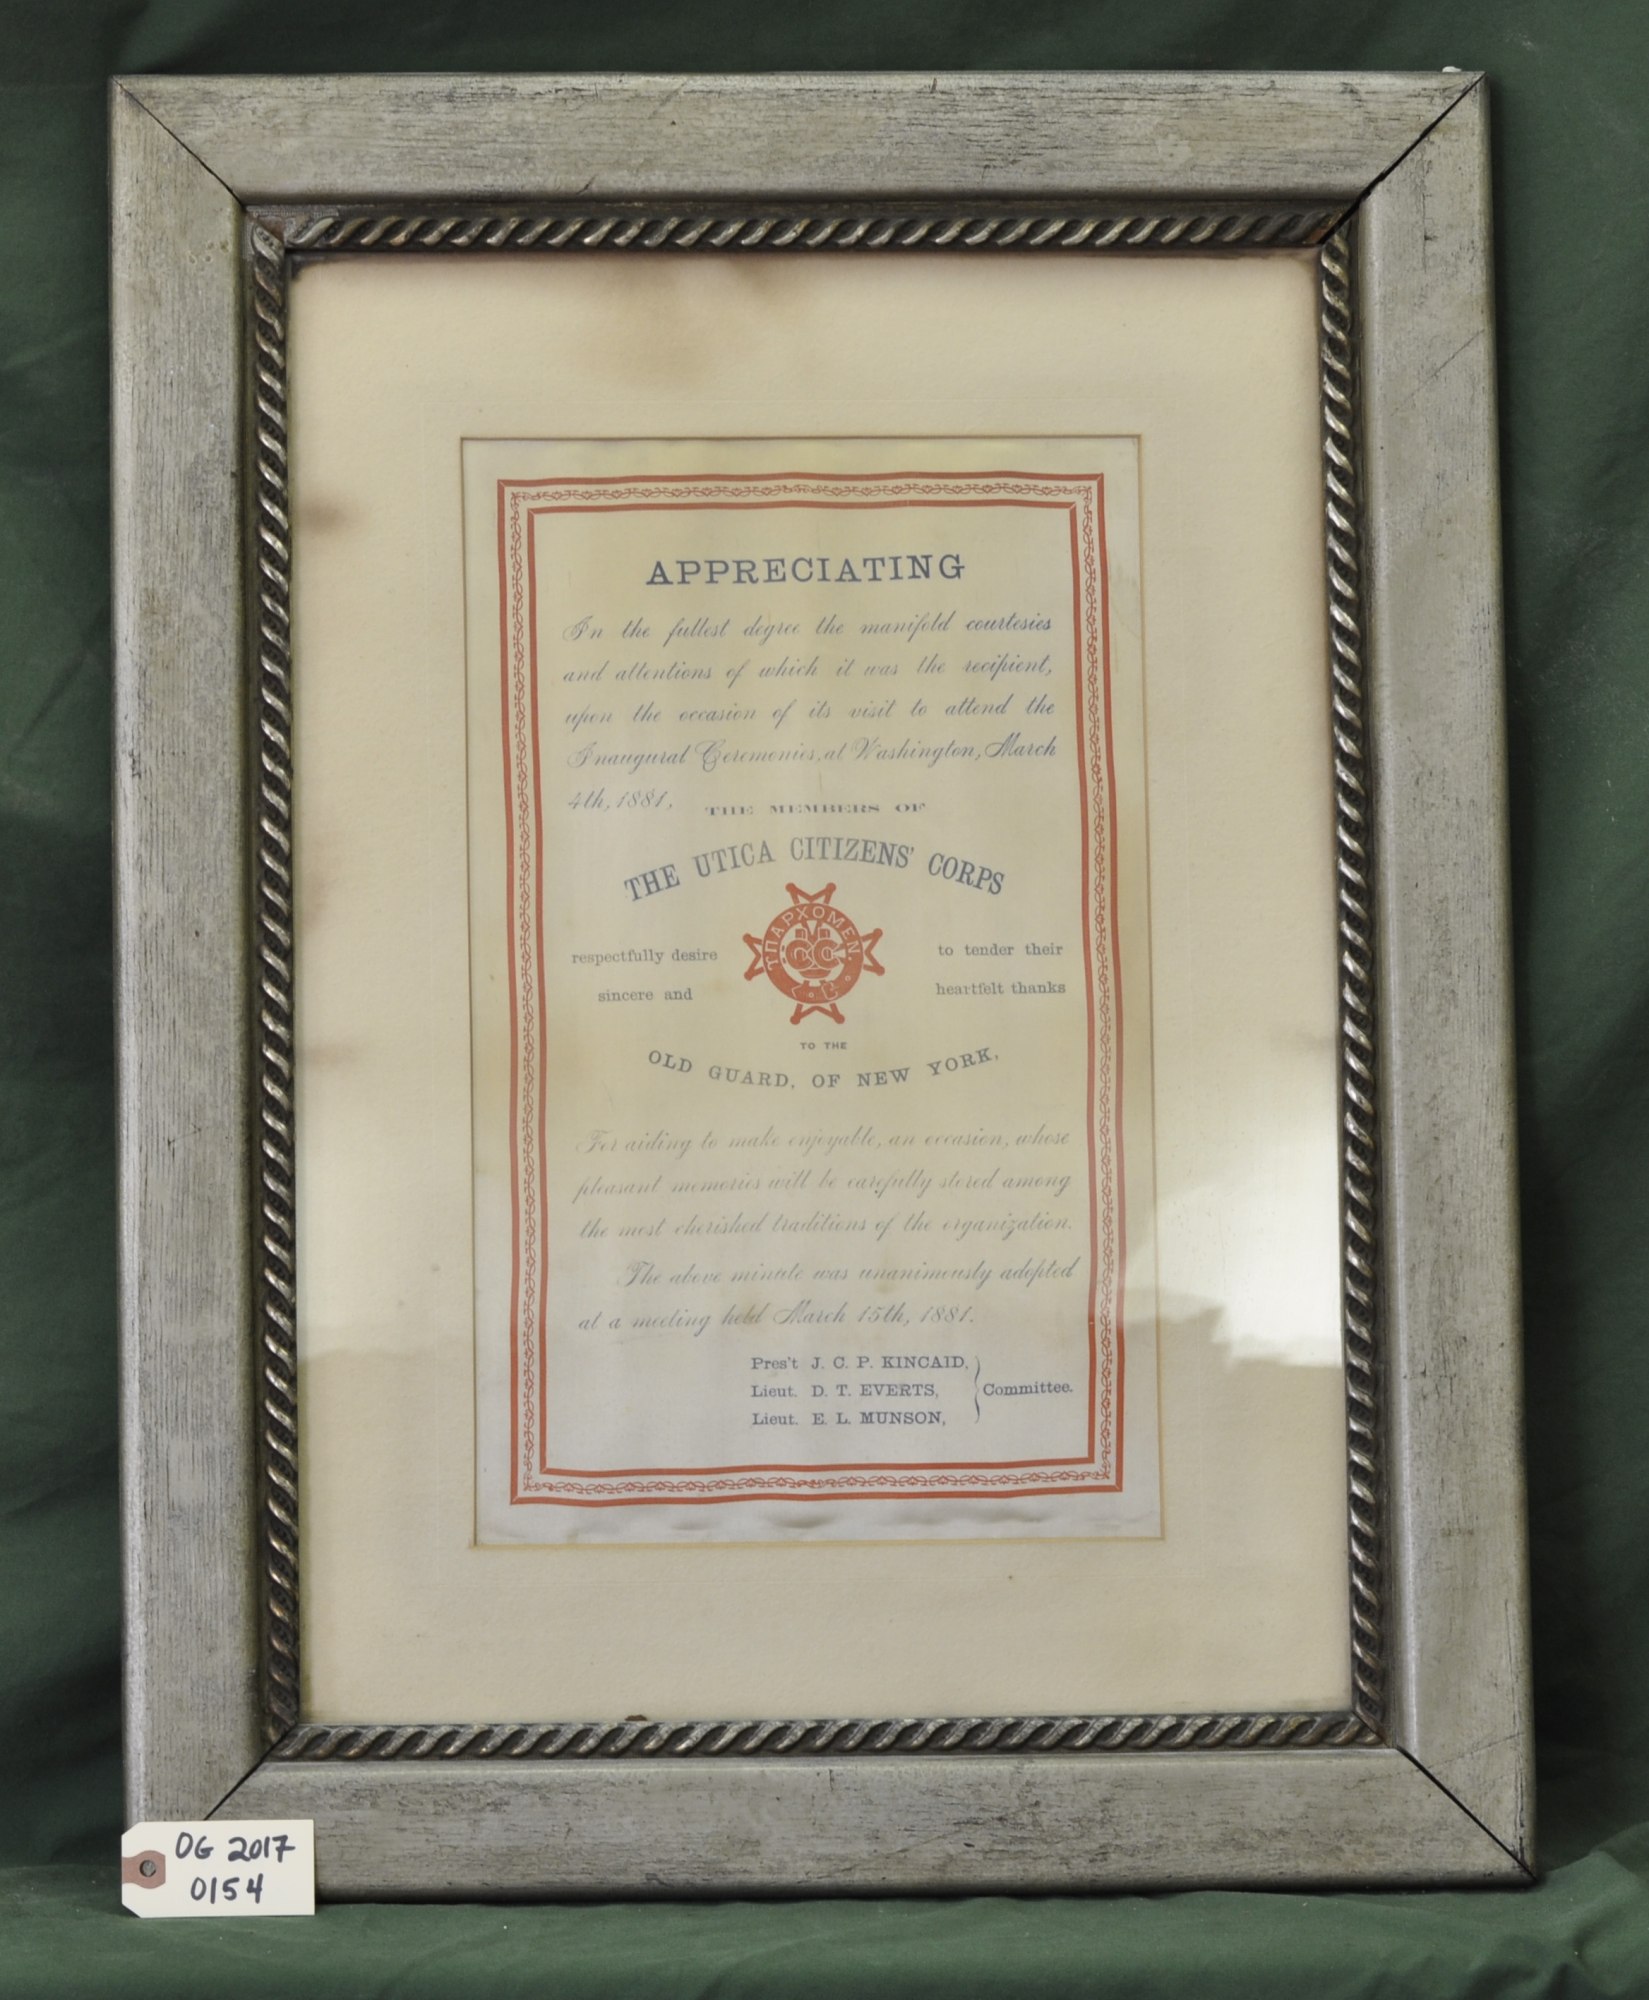 APPRECIATING
In the fullest degree the manifold courtesies
and attentions of which it was the recipient,
upon the occasion of its visit to attend the
Inaugural Ceremonies, at Washington, March
4th, 1881,
THE MEMBERS OF
THE UTICA CITIZENS' CORPS
respectfully desire
sincere and
ΥΠΑΡΧΟΜΕΝ.
to tender their
heartfelt thanks
TO THE
OLD GUARD, OF NEW YORK,
For aiding to make enjoyable, an occasion, whose
pleasant memories will be carefully stored among
the most cherished traditions of the organization.
The above minute was unanimously adopted
at a meeting held March 15th, 1881.
Pres't J. C. P. KINCAID,
Lieut. D. T. EVERTS,
Lieut. E. L. MUNSON,
Committee.
OG 2017
0154